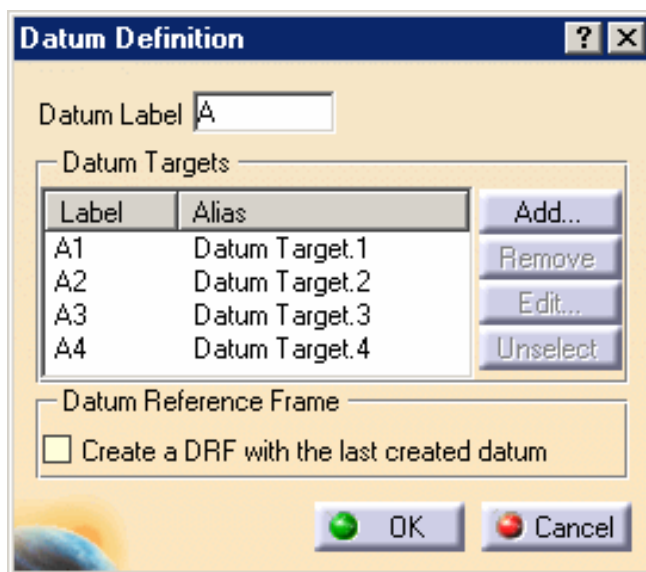 Datum Definition ? X
Datum Label A
Datum Targets
Label Alias Add...
A1 Datum Target.1 Remove
A2 Datum Target.2 Edit...
A3 Datum Target.3
A4 Datum Target.4 Unselect
Datum Reference Frame
Create a DRF with the last created datum
OK Cancel